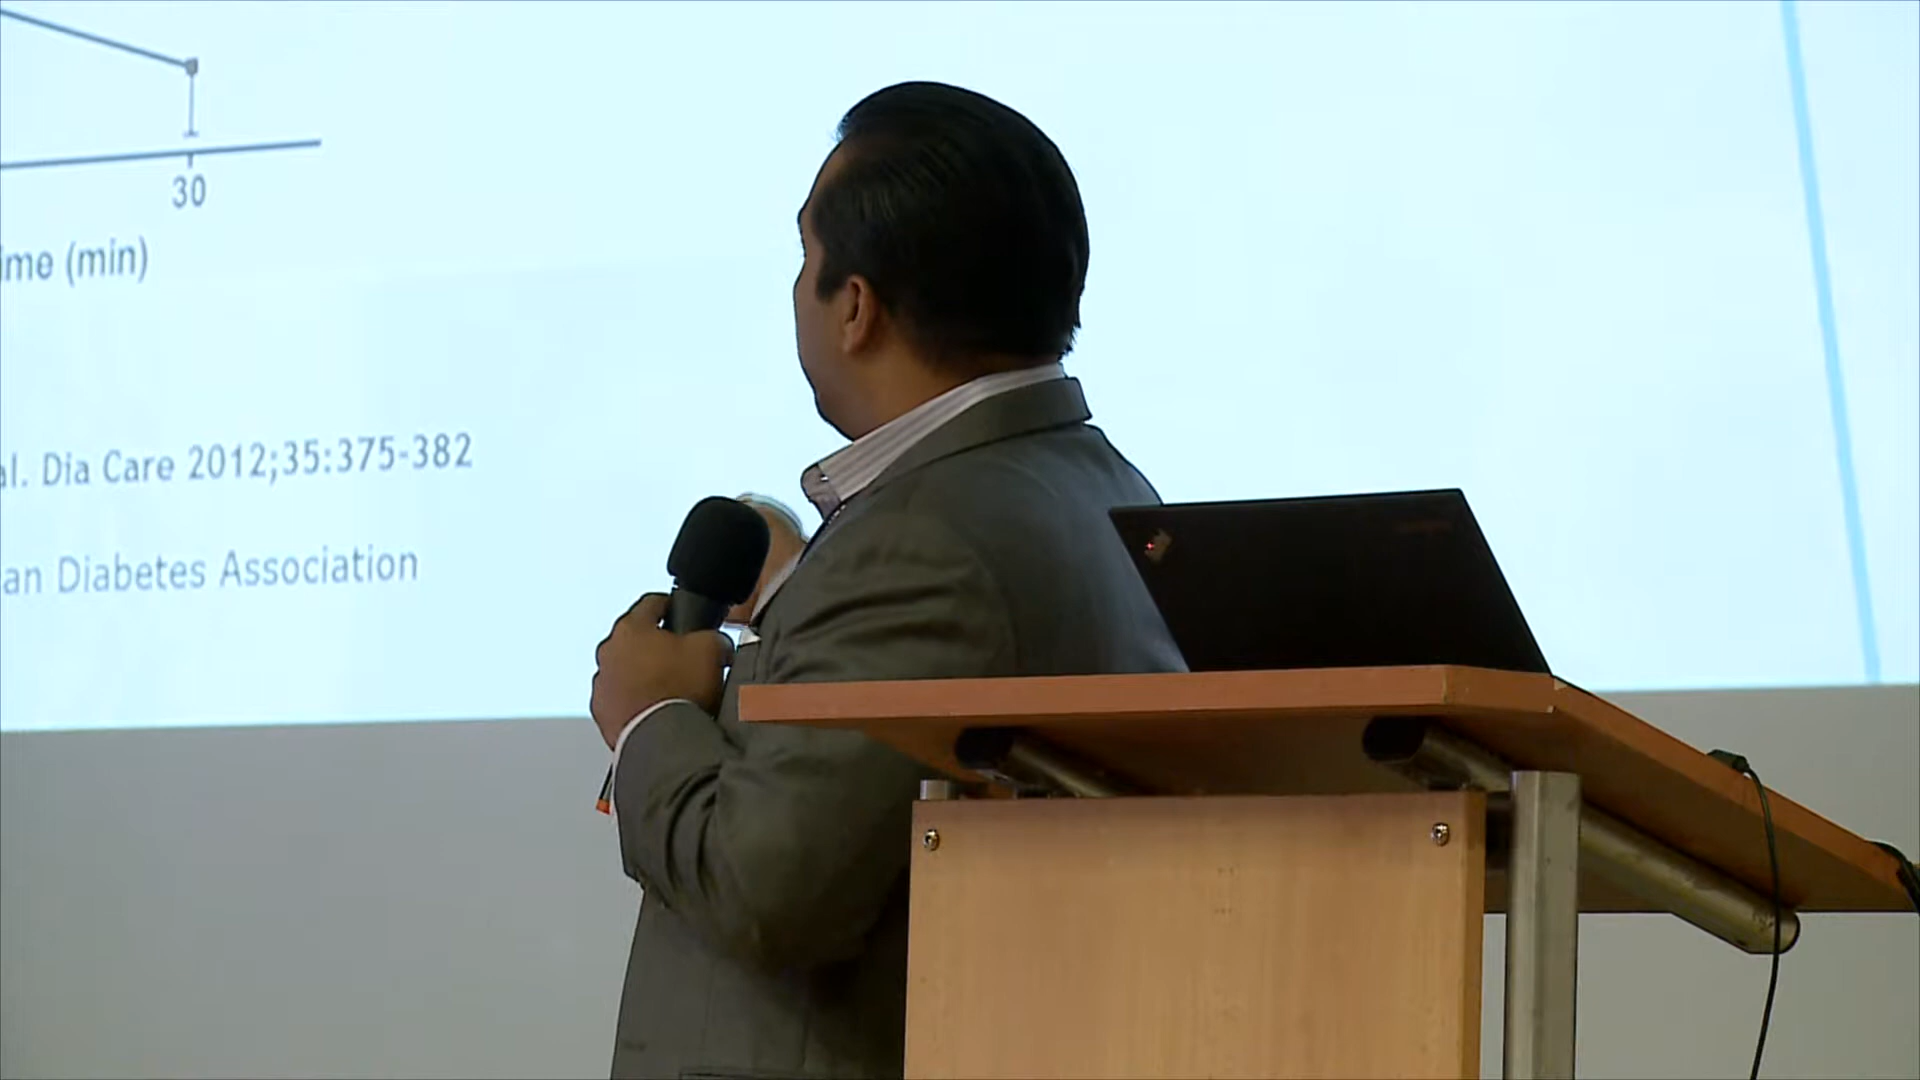 30
ime (min)
al. Dia Care 2012;35:375-382
an Diabetes Association